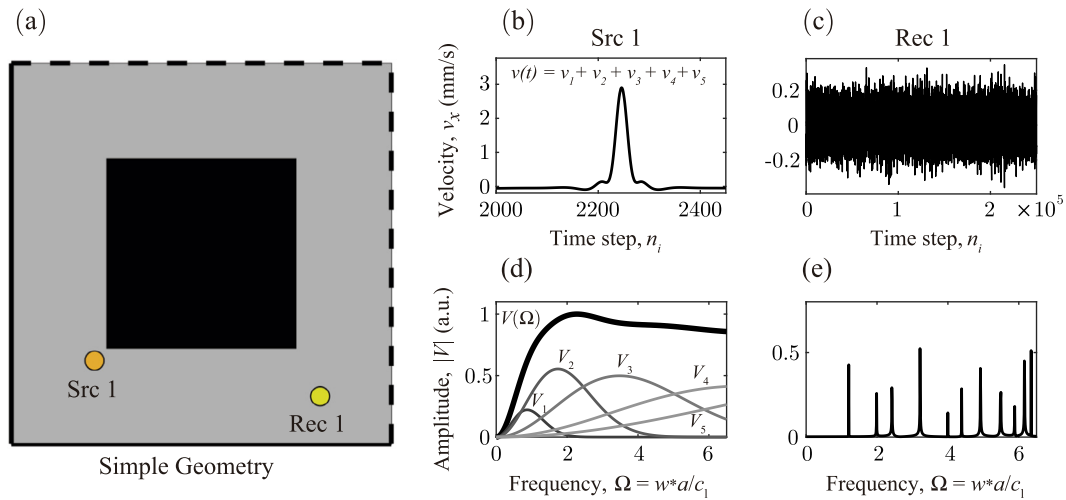 (a)
Src 1
Rec 1
Simple Geometry
(b)
Src 1
v(t) = v₁ + v₂ + v₃ + v₄ + v₅
Velocity, vₓ (mm/s)
3
2
1
0
2000 2200 2400
Time step, nᵢ
(c)
Rec 1
0.2
0
-0.2
0 1 2 ×10⁵
Time step, nᵢ
(d)
Amplitude, |V| (a.u.)
1
0.5
0
V(Ω)
V₁
V₂
V₃
V₄
V₅
0 2 4 6
Frequency, Ω = w*a/c₁
(e)
0.5
0
0 2 4 6
Frequency, Ω = w*a/c₁